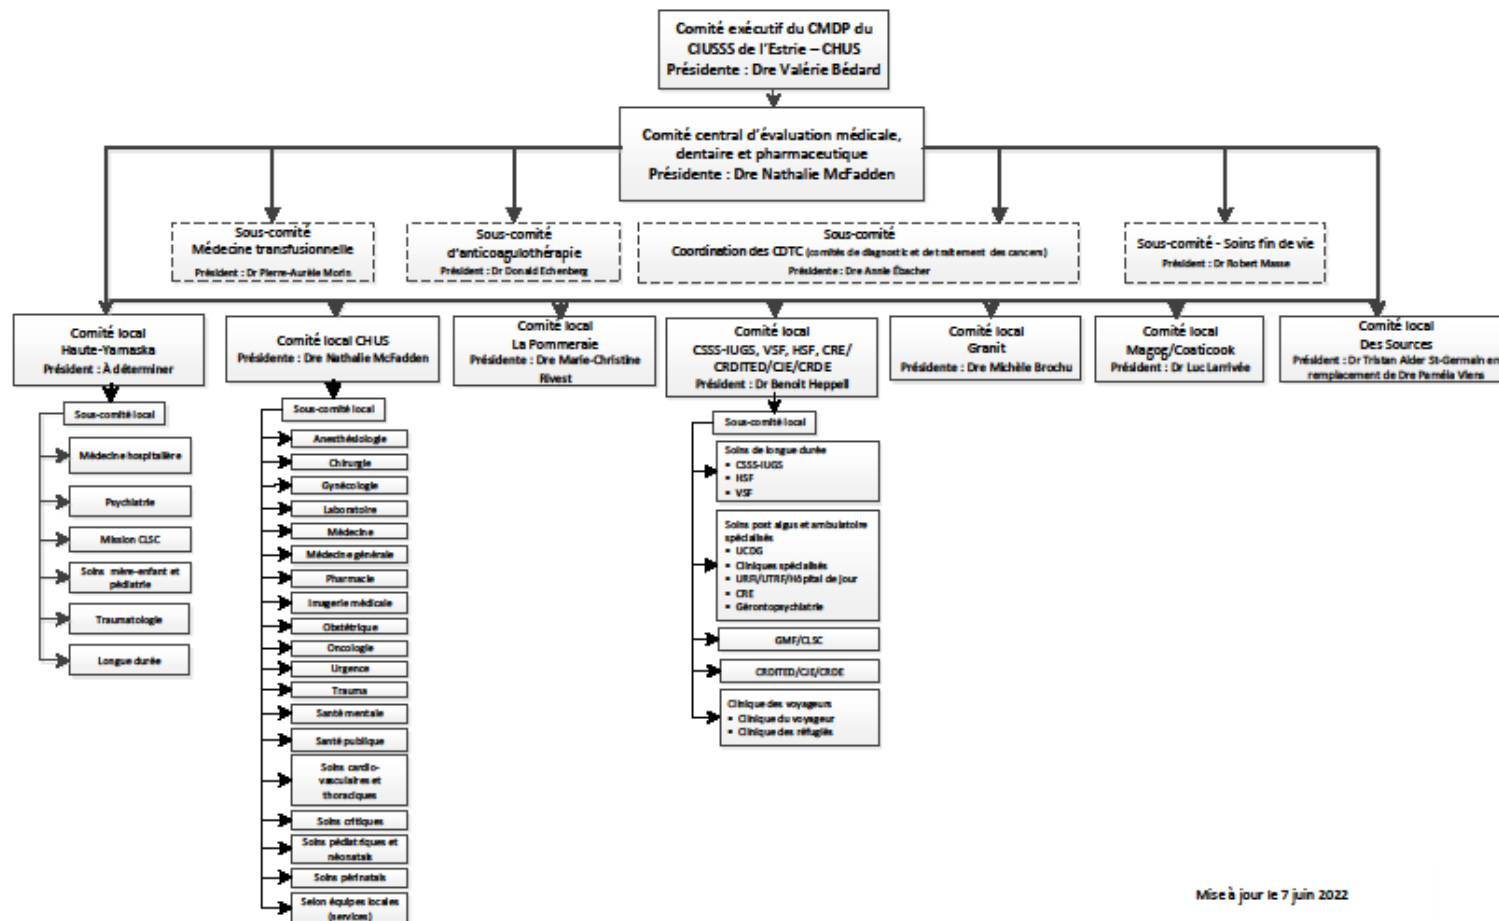 Comité exécutif du CMDP du
CIUSSS de l'Estrie – CHUS
Présidente : Dre Valérie Bédard
Comité central d'évaluation médicale,
dentaire et pharmaceutique
Présidente : Dre Nathalie McFadden
Sous-comité
Médecine transfusionnelle
Président : Dr Pierre-Aurèle Morin
Sous-comité
d'anticoagulothérapie
Président : Dr Donald Echenberg
Sous-comité
Coordination des CDTC (comités de diagnostic et de traitement des cancers)
Présidente : Dre Annie Ébacher
Sous-comité - Soins fin de vie
Président : Dr Robert Masse
Comité local
Haute-Yamaska
Président : À déterminer
Comité local CHUS
Présidente : Dre Nathalie McFadden
Comité local
La Pommeraie
Présidente : Dre Marie-Christine
Rivest
Comité local
CSSS-IUGS, VSF, HSF, CRE/
CRDITED/CJE/CRDE
Président : Dr Benoit Heppell
Comité local
Granit
Présidente : Dre Michèle Brochu
Comité local
Magog/Coaticook
Président : Dr Luc Larrivée
Comité local
Des Sources
Président : Dr Tristan Alder St-Germain en
remplacement de Dre Paméla Viens
Sous-comité local
Médecine hospitalière
Psychiatrie
Mission CLSC
Soins mère-enfant et
pédiatrie
Traumatologie
Longue durée
Sous-comité local
Anesthésiologie
Chirurgie
Gynécologie
Laboratoire
Médecine
Médecine générale
Pharmacie
Imagerie médicale
Obstétrique
Oncologie
Urgence
Trauma
Santé mentale
Santé publique
Soins cardio-
vasculaires et
thoraciques
Soins critiques
Soins pédiatriques et
néonatals
Soins périnatals
Selon équipes locales
(services)
Sous-comité local
Soins de longue durée
▪ CSSS-IUGS
▪ HSF
▪ VSF
Soins post aigus et ambulatoire
spécialisés
▪ UCDG
▪ Cliniques spécialisés
▪ URFI/UTRF/Hôpital de jour
▪ CRE
▪ Gérontopsychiatrie
GMF/CLSC
CRDITED/CJE/CRDE
Clinique des voyageurs
▪ Clinique du voyageur
▪ Clinique des réfugiés
Mise à jour le 7 juin 2022